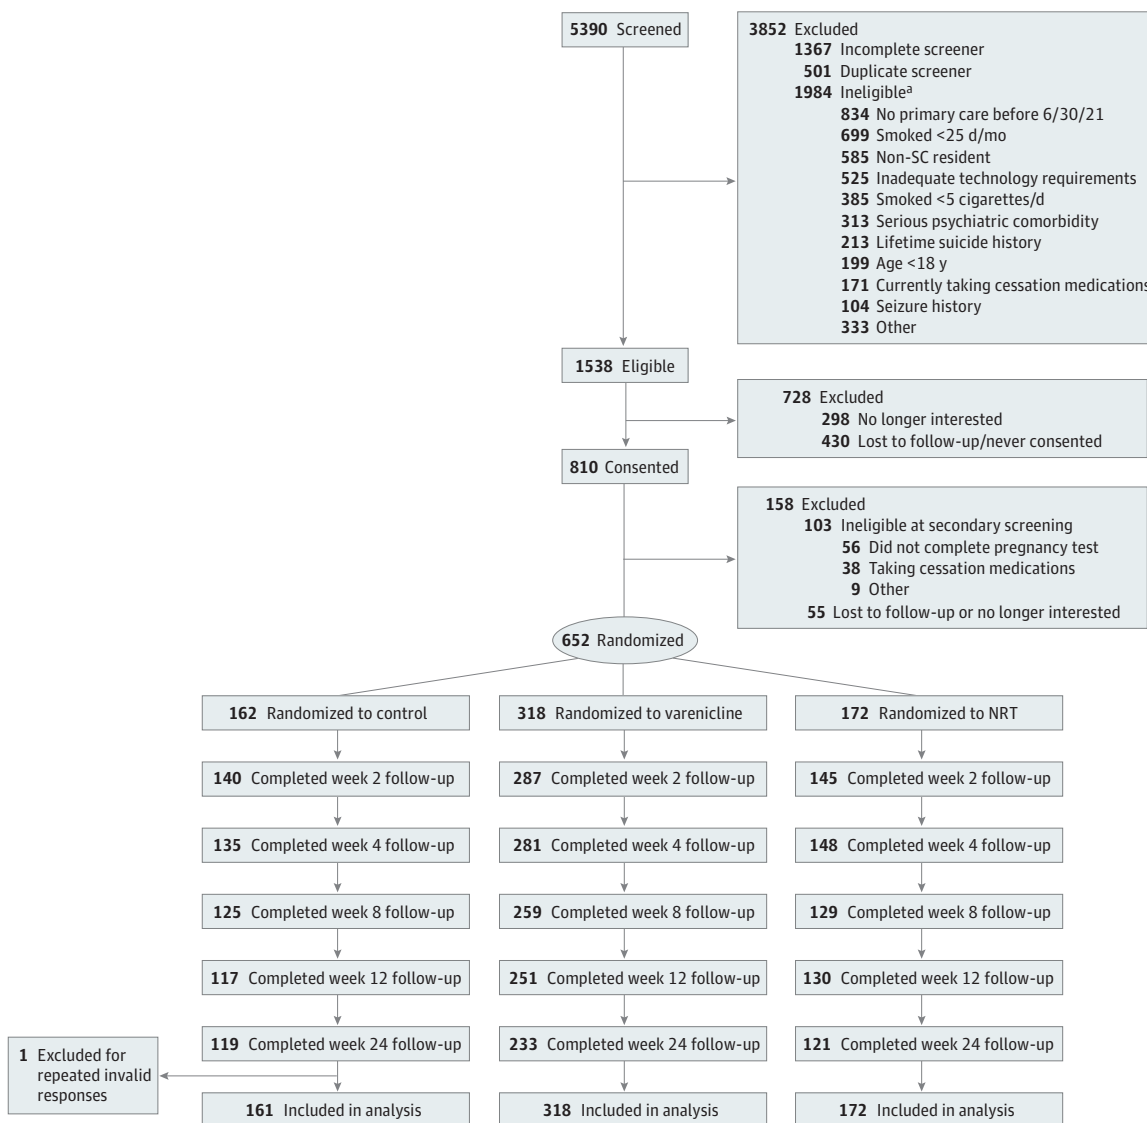 5390 Screened
3852 Excluded
1367 Incomplete screener
501 Duplicate screener
1984 Ineligibleª
834 No primary care before 6/30/21
699 Smoked <25 d/mo
585 Non-SC resident
525 Inadequate technology requirements
385 Smoked <5 cigarettes/d
313 Serious psychiatric comorbidity
213 Lifetime suicide history
199 Age <18 y
171 Currently taking cessation medications
104 Seizure history
333 Other
1538 Eligible
728 Excluded
298 No longer interested
430 Lost to follow-up/never consented
810 Consented
158 Excluded
103 Ineligible at secondary screening
56 Did not complete pregnancy test
38 Taking cessation medications
9 Other
55 Lost to follow-up or no longer interested
652 Randomized
162 Randomized to control
318 Randomized to varenicline
172 Randomized to NRT
140 Completed week 2 follow-up
287 Completed week 2 follow-up
145 Completed week 2 follow-up
135 Completed week 4 follow-up
281 Completed week 4 follow-up
148 Completed week 4 follow-up
125 Completed week 8 follow-up
259 Completed week 8 follow-up
129 Completed week 8 follow-up
117 Completed week 12 follow-up
251 Completed week 12 follow-up
130 Completed week 12 follow-up
119 Completed week 24 follow-up
233 Completed week 24 follow-up
121 Completed week 24 follow-up
1 Excluded for
repeated invalid
responses
161 Included in analysis
318 Included in analysis
172 Included in analysis